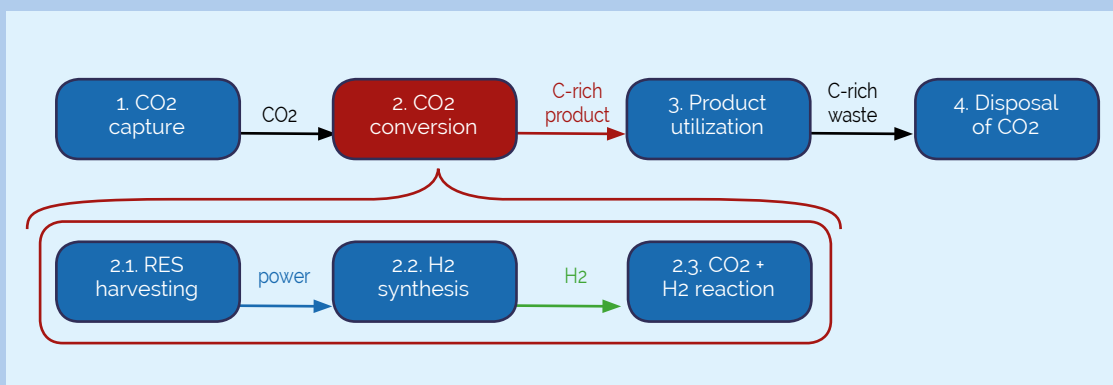 1. CO2
capture
CO2
2. CO2
conversion
C-rich
product
3. Product
utilization
C-rich
waste
4. Disposal
of CO2
2.1. RES
harvesting
power
2.2. H2
synthesis
H2
2.3. CO2 +
H2 reaction